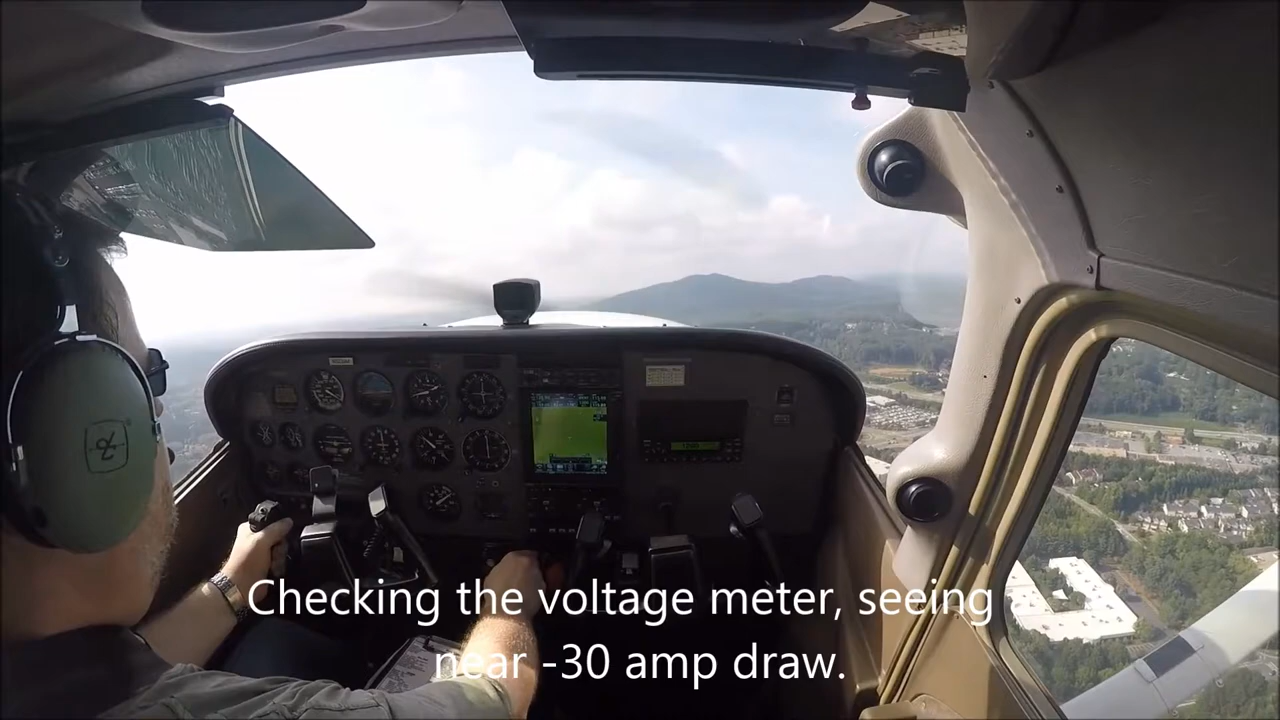 Checking the voltage meter, seeing
near -30 amp draw.